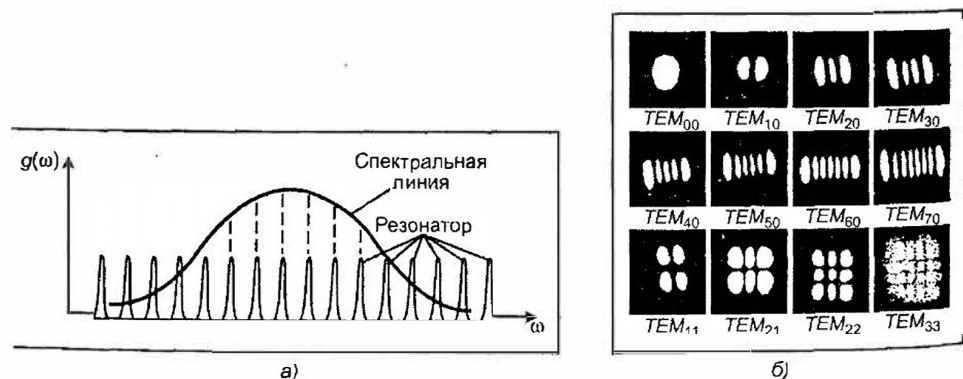 g(ω)
Спектральная
линия
Резонатор
ω
а)
TEM₀₀ TEM₁₀ TEM₂₀ TEM₃₀
TEM₄₀ TEM₅₀ TEM₆₀ TEM₇₀
TEM₁₁ TEM₂₁ TEM₂₂ TEM₃₃
б)